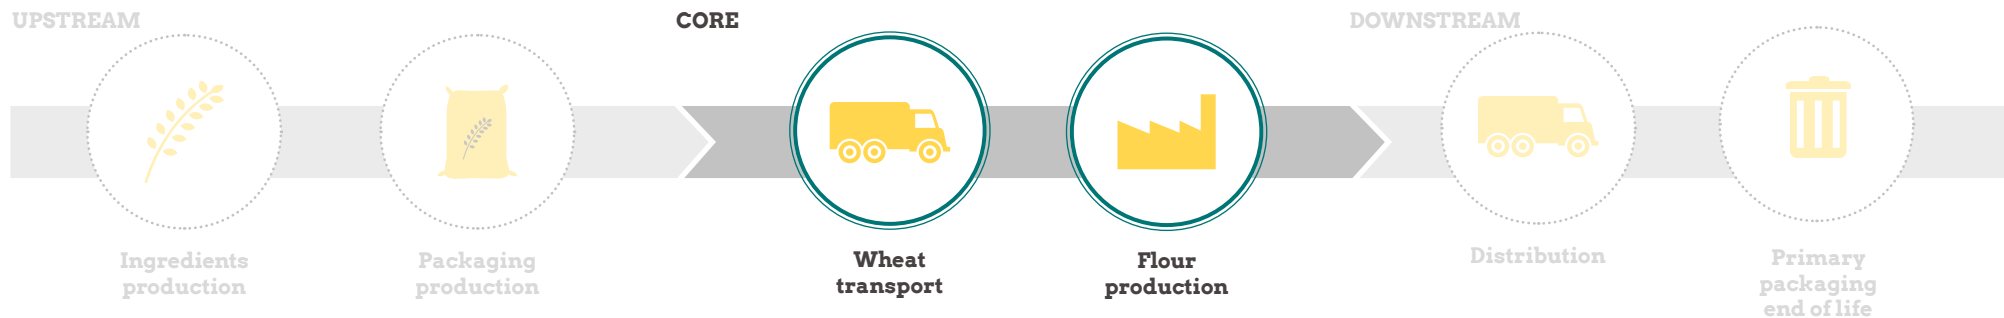 UPSTREAM
CORE
DOWNSTREAM
Ingredients
production
Packaging
production
Wheat
transport
Flour
production
Distribution
Primary
packaging
end of life